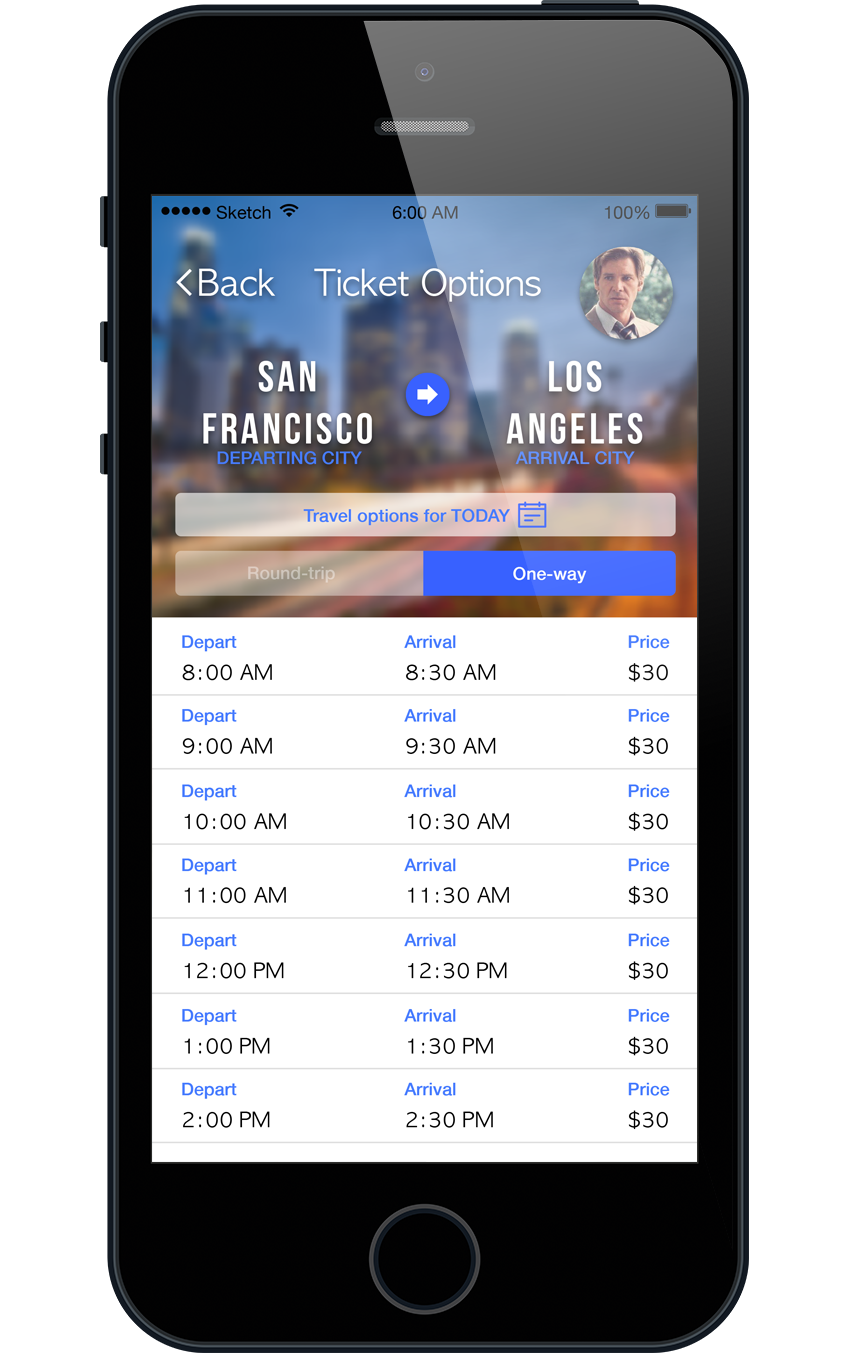 Sketch 6:00 AM 100%
Back Ticket Options
SAN LOS
FRANCISCO ANGELES
DEPARTING CITY ARRIVAL CITY
Travel options for TODAY
Round-trip One-way
Depart Arrival Price
8:00 AM 8:30 AM $30
Depart Arrival Price
9:00 AM 9:30 AM $30
Depart Arrival Price
10:00 AM 10:30 AM $30
Depart Arrival Price
11:00 AM 11:30 AM $30
Depart Arrival Price
12:00 PM 12:30 PM $30
Depart Arrival Price
1:00 PM 1:30 PM $30
Depart Arrival Price
2:00 PM 2:30 PM $30